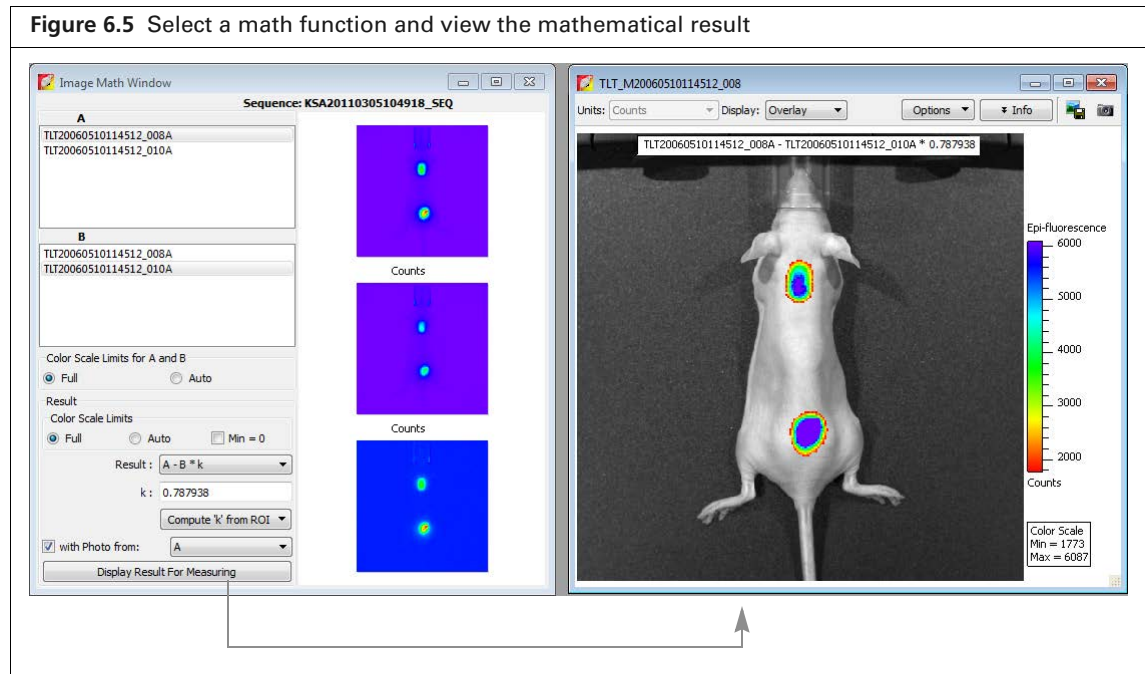 Figure 6.5 Select a math function and view the mathematical result
Image Math Window
Sequence: KSA20110305104918_SEQ
A
TLT20060510114512_008A
TLT20060510114512_010A
B
TLT20060510114512_008A
TLT20060510114512_010A
Color Scale Limits for A and B
Full Auto
Result
Color Scale Limits
Full Auto Min = 0
Result : A - B * k
k : 0.787938
Compute 'k' from ROI
with Photo from: A
Display Result For Measuring
Counts
Counts
TLT_M20060510114512_008
Units: Counts Display: Overlay Options Info
TLT20060510114512_008A - TLT20060510114512_010A * 0.787938
Epi-fluorescence
6000
5000
4000
3000
2000
Counts
Color Scale
Min = 1773
Max = 6087